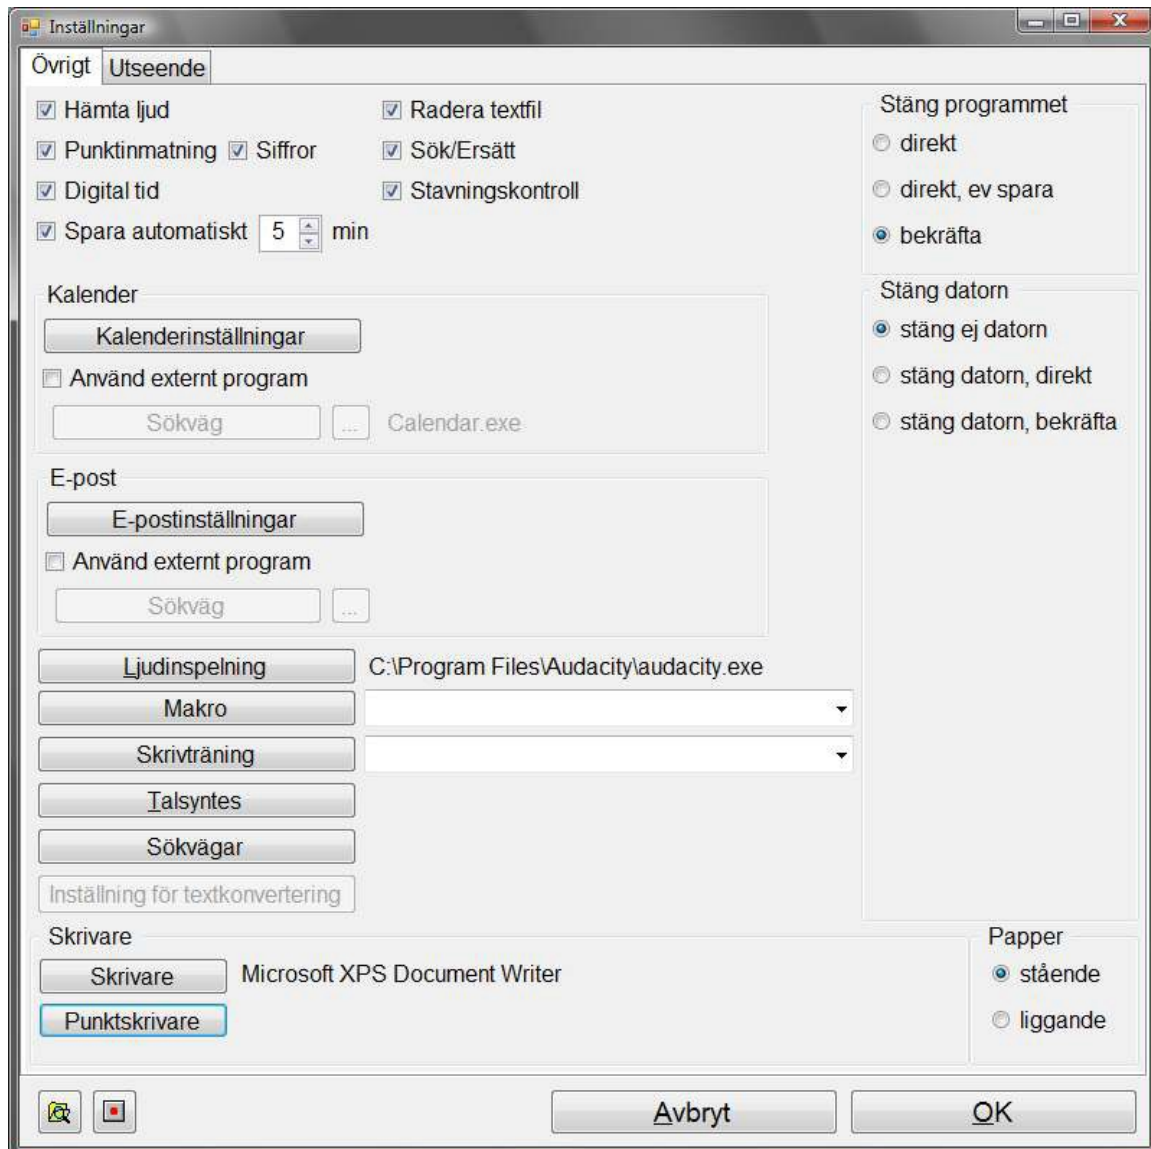 Inställningar
Övrigt Utseende
Hämta ljud
Radera textfil
Punktinmatning Siffror
Sök/Ersätt
Digital tid
Stavningskontroll
Spara automatiskt 5 min
Stäng programmet
direkt
direkt, ev spara
bekräfta
Kalender
Kalenderinställningar
Använd externt program
Sökväg ... Calendar.exe
Stäng datorn
stäng ej datorn
stäng datorn, direkt
stäng datorn, bekräfta
E-post
E-postinställningar
Använd externt program
Sökväg ...
Ljudinspelning C:\Program Files\Audacity\audacity.exe
Makro
Skrivträning
Talsyntes
Sökvägar
Inställning för textkonvertering
Skrivare
Skrivare Microsoft XPS Document Writer
Punktskrivare
Papper
stående
liggande
Avbryt OK